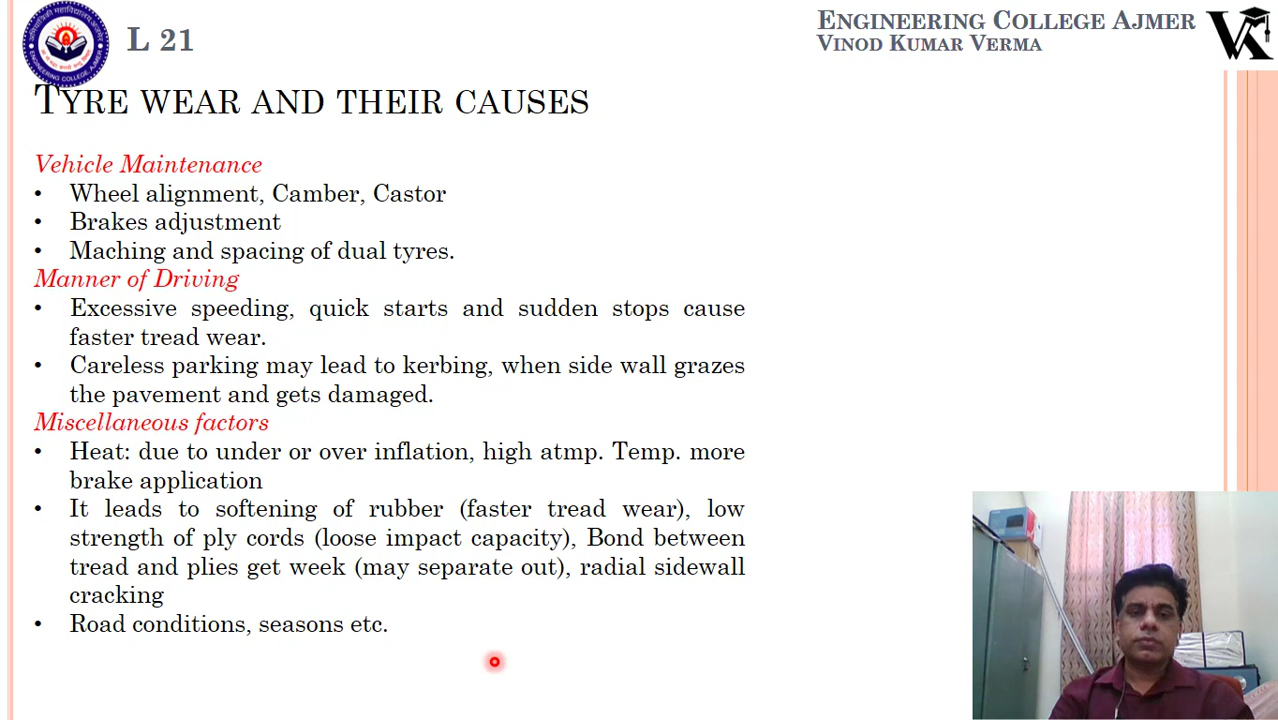 L 21
ENGINEERING COLLEGE AJMER
VINOD KUMAR VERMA
TYRE WEAR AND THEIR CAUSES
Vehicle Maintenance
• Wheel alignment, Camber, Castor
• Brakes adjustment
• Maching and spacing of dual tyres.
Manner of Driving
• Excessive speeding, quick starts and sudden stops cause
faster tread wear.
• Careless parking may lead to kerbing, when side wall grazes
the pavement and gets damaged.
Miscellaneous factors
• Heat: due to under or over inflation, high atmp. Temp. more
brake application
• It leads to softening of rubber (faster tread wear), low
strength of ply cords (loose impact capacity), Bond between
tread and plies get week (may separate out), radial sidewall
cracking
• Road conditions, seasons etc.